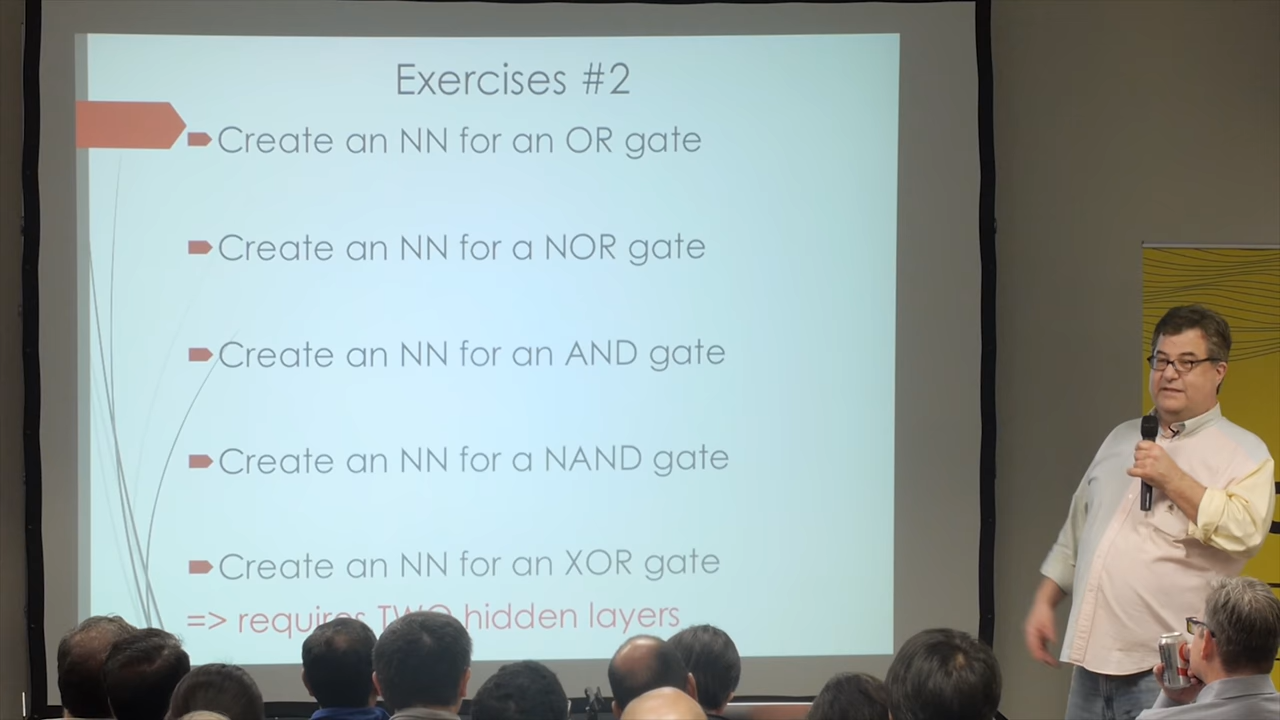 Exercises #2
Create an NN for an OR gate
Create an NN for a NOR gate
Create an NN for an AND gate
Create an NN for a NAND gate
Create an NN for an XOR gate
=> requires TWO hidden layers